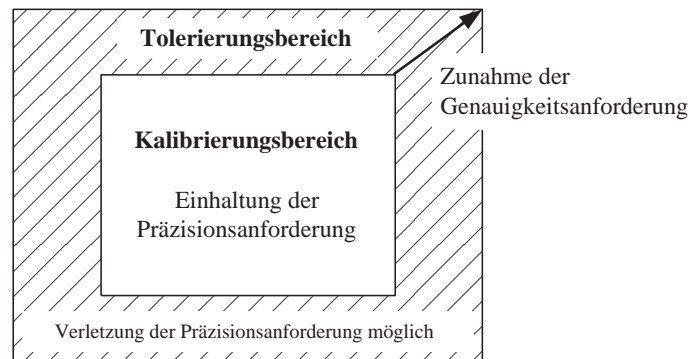 Tolerierungsbereich
Zunahme der
Genauigkeitsanforderung
Kalibrierungsbereich
Einhaltung der
Präzisionsanforderung
Verletzung der Präzisionsanforderung möglich